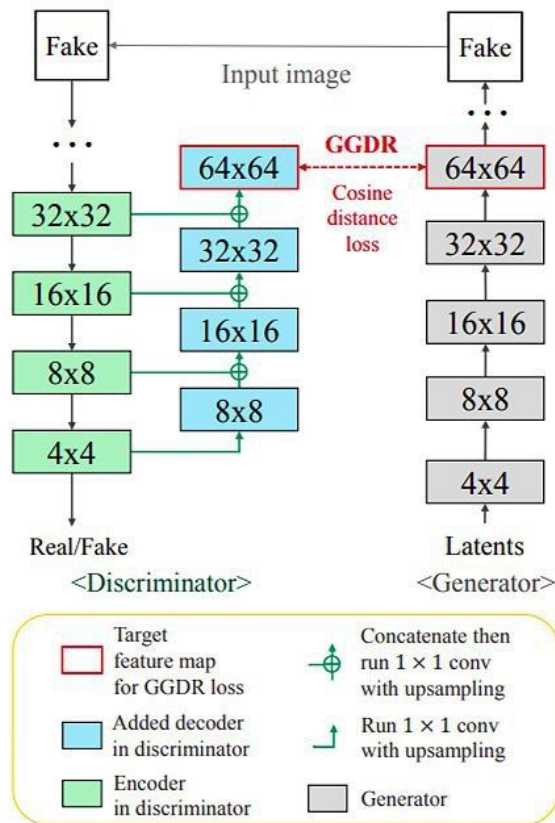 Fake
Fake
Input image
...
...
GGDR
64x64
64x64
Cosine
distance
loss
32x32
32x32
32x32
16x16
16x16
16x16
8x8
8x8
8x8
4x4
4x4
Real/Fake
Latents
<Discriminator>
<Generator>
Target
feature map
for GGDR loss
Concatenate then
run 1 × 1 conv
with upsampling
Added decoder
in discriminator
Run 1 × 1 conv
with upsampling
Encoder
in discriminator
Generator